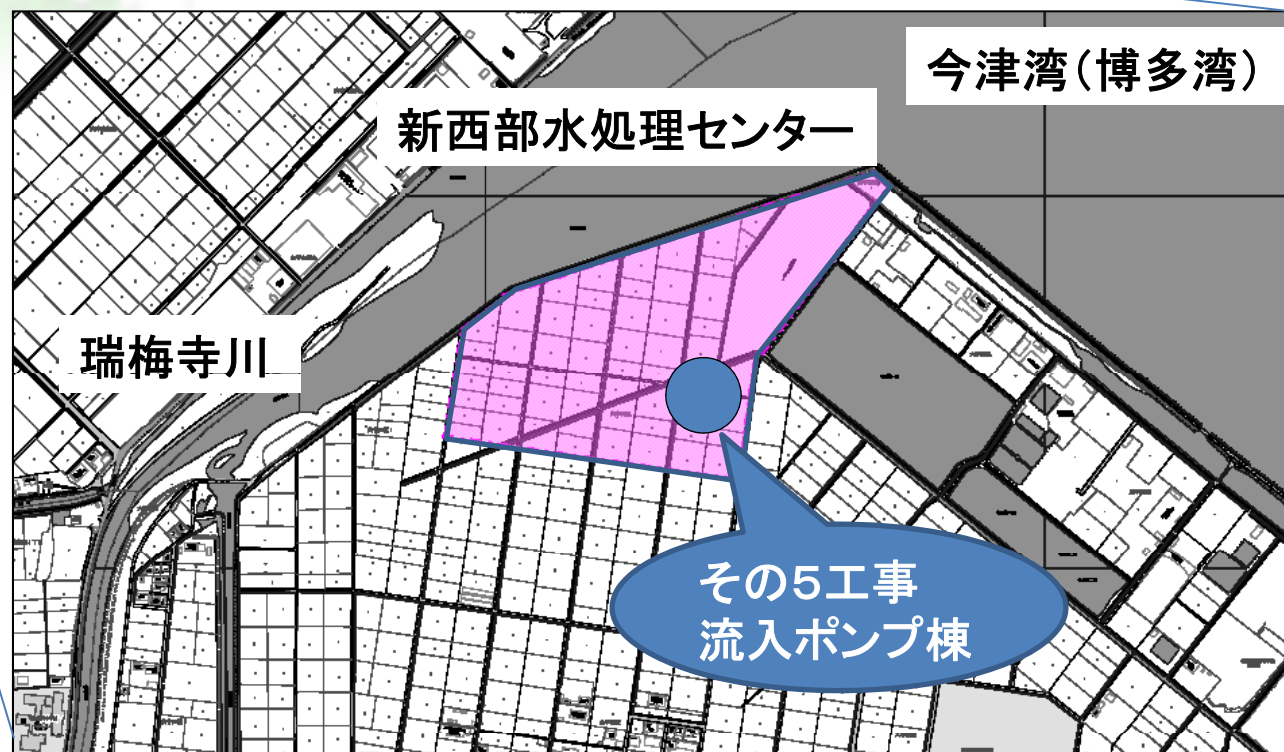 今津湾(博多湾)
新西部水処理センター
瑞梅寺川
その5工事
流入ポンプ棟